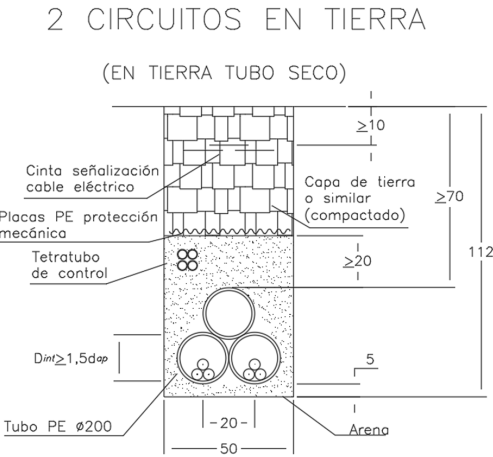 2 CIRCUITOS EN TIERRA
(EN TIERRA TUBO SECO)
≥10
Cinta señalización
cable eléctrico
Capa de tierra
o similar
(compactado)
≥70
Placas PE protección
mecánica
112
Tetratubo
de control
≥20
Dint≥1,5dap
5
Tubo PE Ø200
20
Arena
50